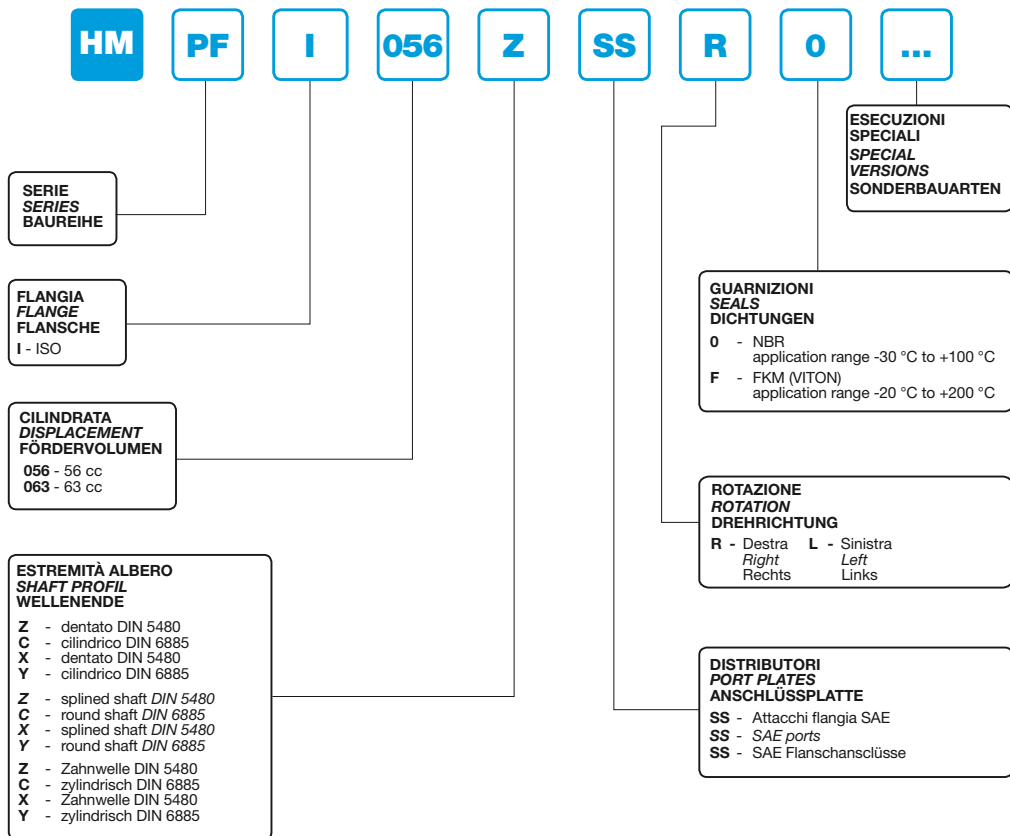 HM PF I 056 Z SS R 0 ...
ESECUZIONI
SPECIALI
SPECIAL
VERSIONS
SONDERBAUARTEN
SERIE
SERIES
BAUREIHE
FLANGIA
FLANGE
FLANSCHE
I - ISO
CILINDRATA
DISPLACEMENT
FÖRDERVOLUMEN
056 - 56 cc
063 - 63 cc
ESTREMITÀ ALBERO
SHAFT PROFIL
WELLENENDE
Z - dentato DIN 5480
C - cilindrico DIN 6885
X - dentato DIN 5480
Y - cilindrico DIN 6885
Z - splined shaft DIN 5480
C - round shaft DIN 6885
X - splined shaft DIN 5480
Y - round shaft DIN 6885
Z - Zahnwelle DIN 5480
C - zylindrisch DIN 6885
X - Zahnwelle DIN 5480
Y - zylindrisch DIN 6885
GUARNIZIONI
SEALS
DICHTUNGEN
0 - NBR
application range -30 °C to +100 °C
F - FKM (VITON)
application range -20 °C to +200 °C
ROTAZIONE
ROTATION
DREHRICHTUNG
R - Destra L - Sinistra
Right Left
Rechts Links
DISTRIBUTORI
PORT PLATES
ANSCHLÜSSPLATTE
SS - Attacchi flangia SAE
SS - SAE ports
SS - SAE Flanschansclüsse